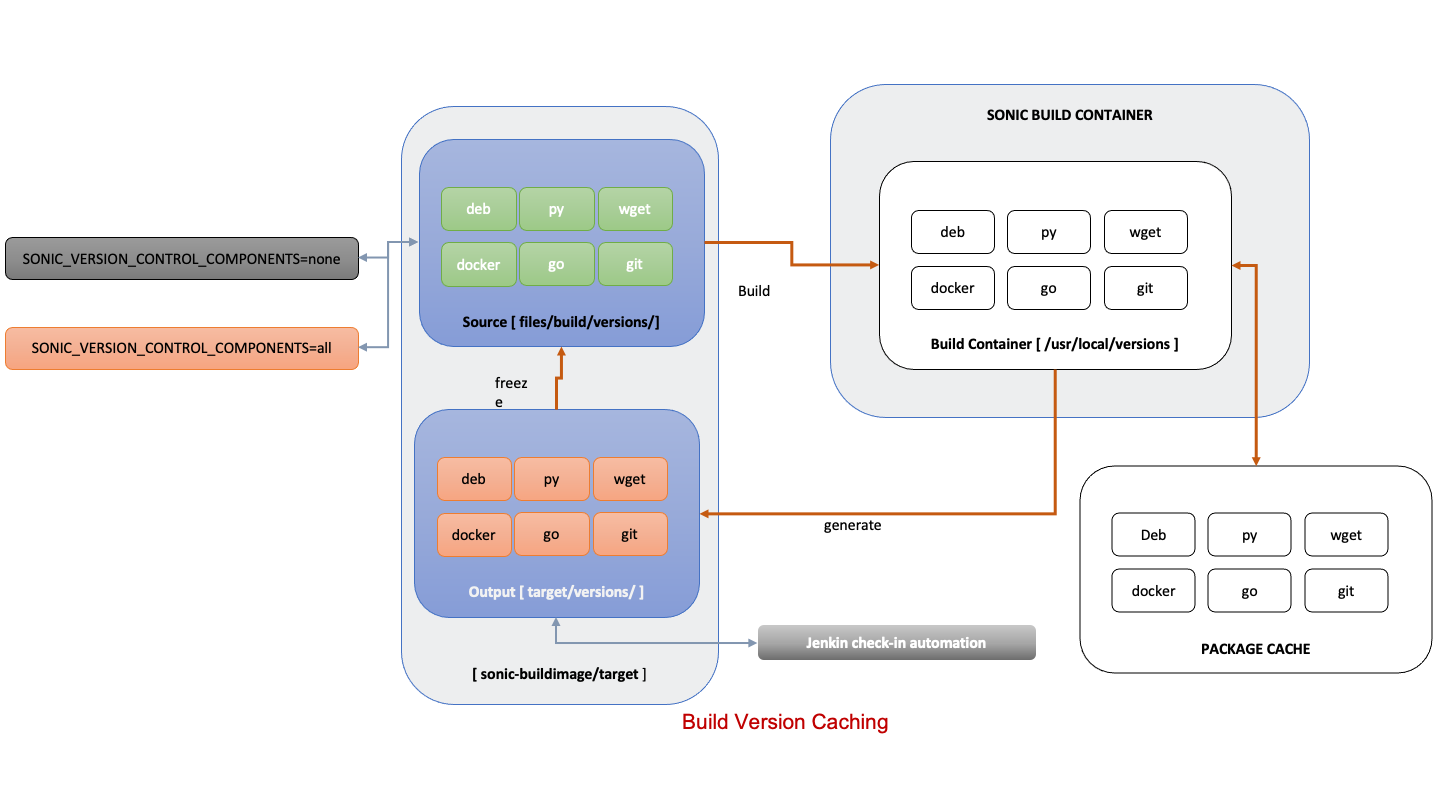 SONIC BUILD CONTAINER
deb
py
wget
docker
go
git
Source [ files/build/versions/]
SONIC_VERSION_CONTROL_COMPONENTS=none
SONIC_VERSION_CONTROL_COMPONENTS=all
Build
deb
py
wget
docker
go
git
Build Container [ /usr/local/versions ]
freez
e
deb
py
wget
docker
go
git
Output [ target/versions/ ]
generate
Deb
py
wget
docker
go
git
PACKAGE CACHE
Jenkin check-in automation
[ sonic-buildimage/target ]
Build Version Caching